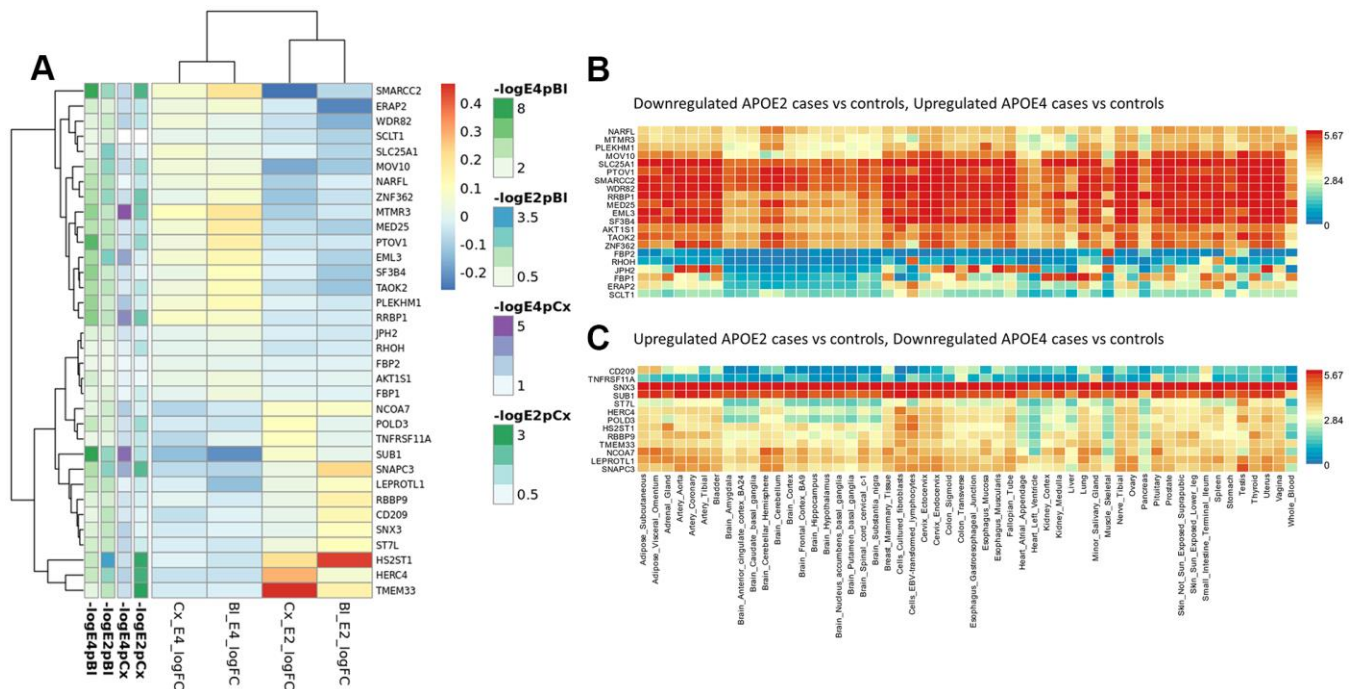 A
SMARCC2
ERAP2
WDR82
SCLT1
SLC25A1
MOV10
NARFL
ZNF362
MTMR3
MED25
PTOV1
EML3
SF3B4
TAOK2
PLEKHM1
RRBP1
JPH2
RHOH
FBP2
AKT1S1
FBP1
NCOA7
POLD3
TNFRSF11A
SUB1
SNAPC3
LEPROTL1
RBBP9
CD209
SNX3
ST7L
HS2ST1
HERC4
TMEM33
-logE4pBl
-logE2pBl
-logE4pCx
-logE2pCx
Cx_E4_logFC
Bl_E4_logFC
Cx_E2_logFC
Bl_E2_logFC
0.4
0.3
0.2
0.1
0
-0.1
-0.2
-logE4pBl
8
2
-logE2pBl
3.5
0.5
-logE4pCx
5
1
-logE2pCx
3
0.5
B
Downregulated APOE2 cases vs controls, Upregulated APOE4 cases vs controls
NARFL
MTMR3
PLEKHM1
MOV10
SLC25A1
PTOV1
SMARCC2
WDR82
RRBP1
MED25
EML3
SF3B4
AKT1S1
TAOK2
ZNF362
FBP2
RHOH
JPH2
FBP1
ERAP2
SCLT1
5.67
2.84
0
C
Upregulated APOE2 cases vs controls, Downregulated APOE4 cases vs controls
CD209
TNFRSF11A
SNX3
SUB1
ST7L
HERC4
POLD3
HS2ST1
RBBP9
TMEM33
NCOA7
LEPROTL1
SNAPC3
5.67
2.84
0
Adipose_Subcutaneous
Adipose_Visceral_Omentum
Adrenal_Gland
Artery_Aorta
Artery_Coronary
Artery_Tibial
Bladder
Brain_Amygdala
Brain_Anterior_cingulate_cortex_BA24
Brain_Caudate_basal_ganglia
Brain_Cerebellar_Hemisphere
Brain_Cerebellum
Brain_Cortex
Brain_Frontal_Cortex_BA9
Brain_Hippocampus
Brain_Hypothalamus
Brain_Nucleus_accumbens_basal_ganglia
Brain_Putamen_basal_ganglia
Brain_Spinal_cord_cervical_c-1
Brain_Substantia_nigra
Breast_Mammary_Tissue
Cells_Cultured_fibroblasts
Cells_EBV-transformed_lymphocytes
Cervix_Ectocervix
Cervix_Endocervix
Colon_Sigmoid
Colon_Transverse
Esophagus_Gastroesophageal_Junction
Esophagus_Mucosa
Esophagus_Muscularis
Fallopian_Tube
Heart_Atrial_Appendage
Heart_Left_Ventricle
Kidney_Cortex
Kidney_Medulla
Liver
Lung
Minor_Salivary_Gland
Muscle_Skeletal
Nerve_Tibial
Ovary
Pancreas
Pituitary
Prostate
Skin_Not_Sun_Exposed_Suprapubic
Skin_Sun_Exposed_Lower_leg
Small_Intestine_Terminal_Ileum
Spleen
Stomach
Testis
Thyroid
Uterus
Vagina
Whole_Blood